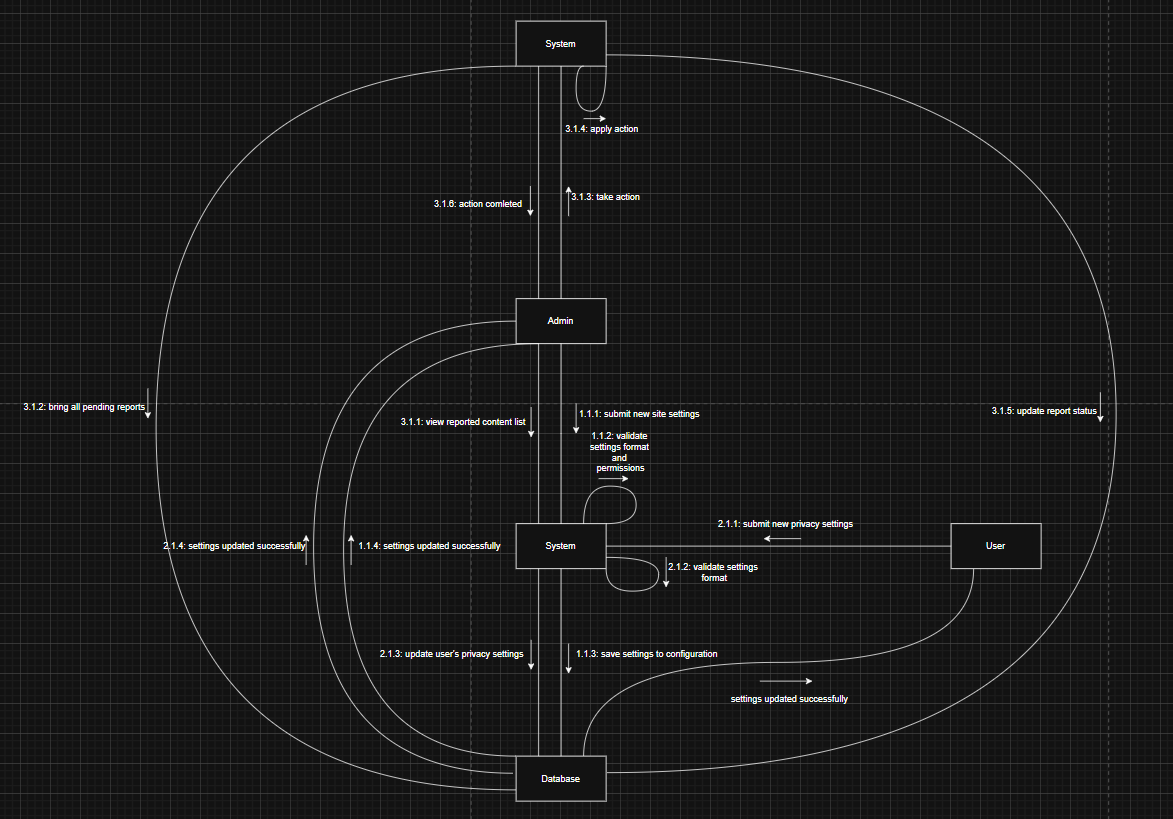 System
3.1.4: apply action
3.1.6: action comleted
3.1.3: take action
Admin
3.1.2: bring all pending reports
3.1.1: view reported content list
1.1.1: submit new site settings
3.1.5: update report status
1.1.2: validate
settings format
and
permissions
2.1.1: submit new privacy settings
2.1.4: settings updated successfully
1.1.4: settings updated successfully
System
User
2.1.2: validate settings
format
2.1.3: update user's privacy settings
1.1.3: save settings to configuration
settings updated successfully
Database